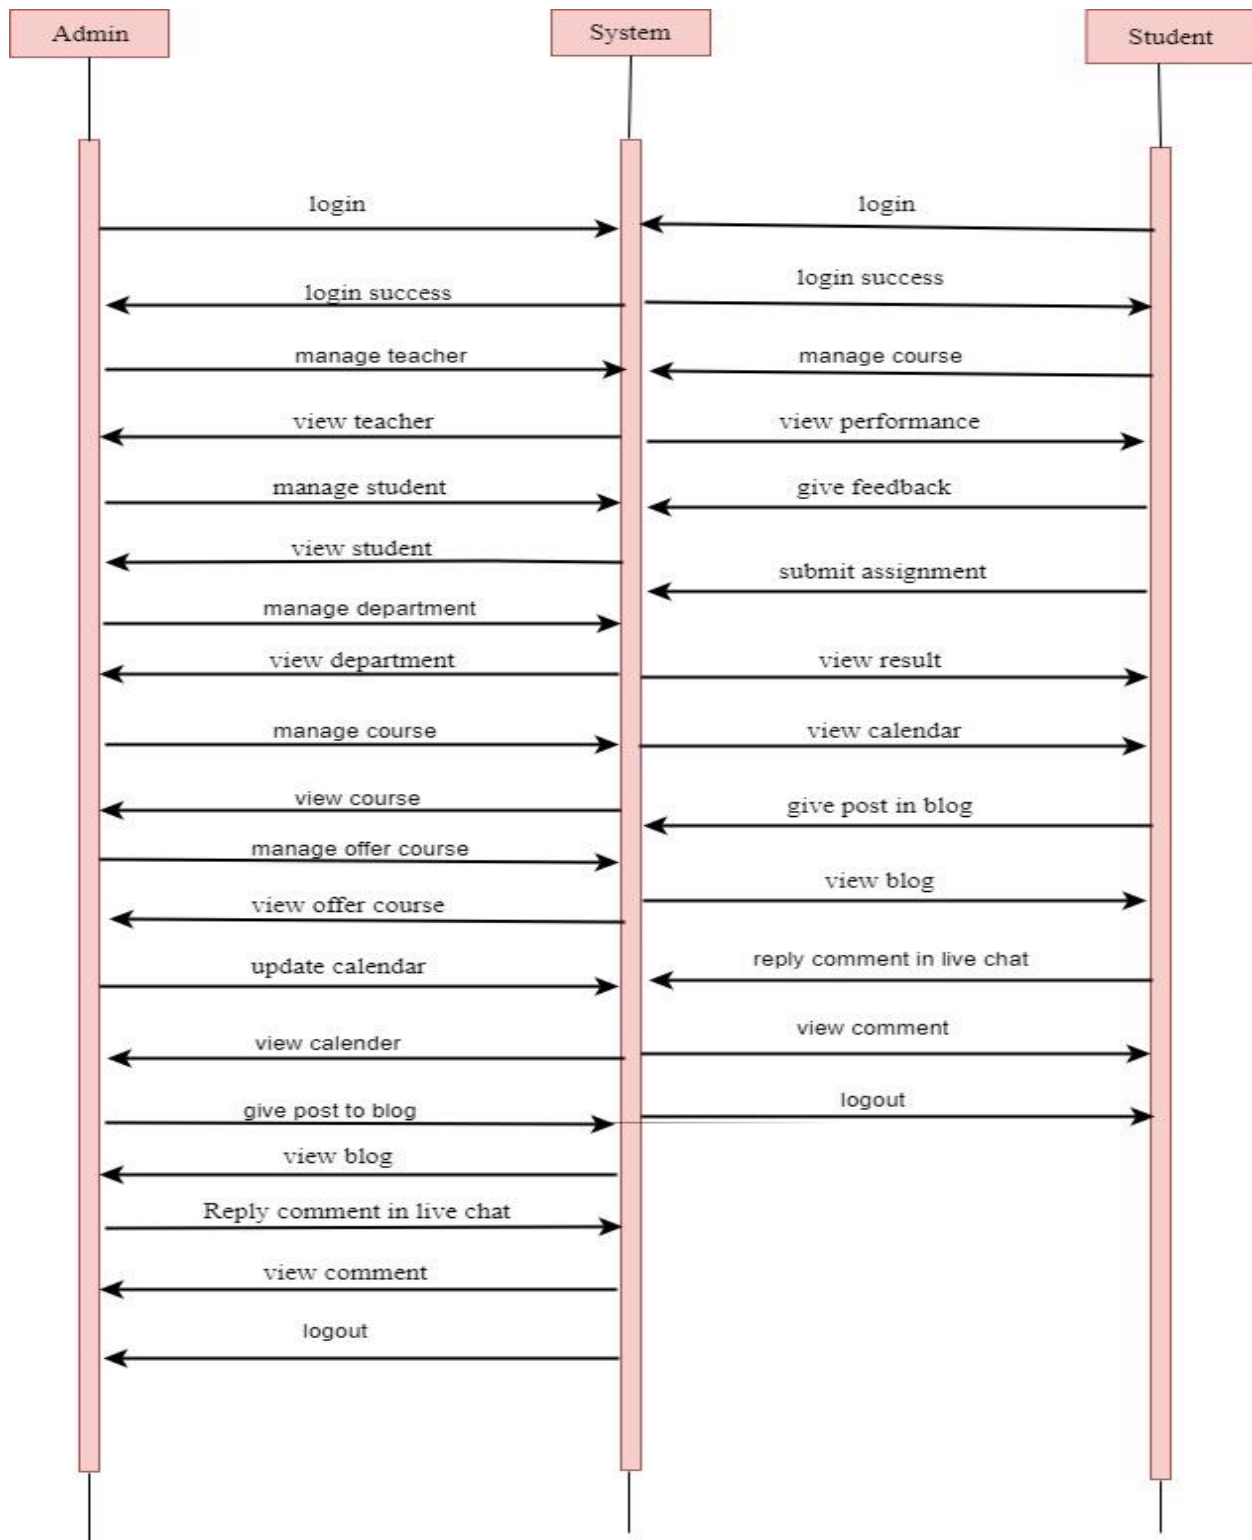 Admin
System
Student
login
login
login success
login success
manage teacher
manage course
view teacher
view performance
manage student
give feedback
view student
submit assignment
manage department
view department
view result
manage course
view calendar
view course
give post in blog
manage offer course
view blog
view offer course
update calendar
reply comment in live chat
view calender
view comment
give post to blog
logout
view blog
Reply comment in live chat
view comment
logout